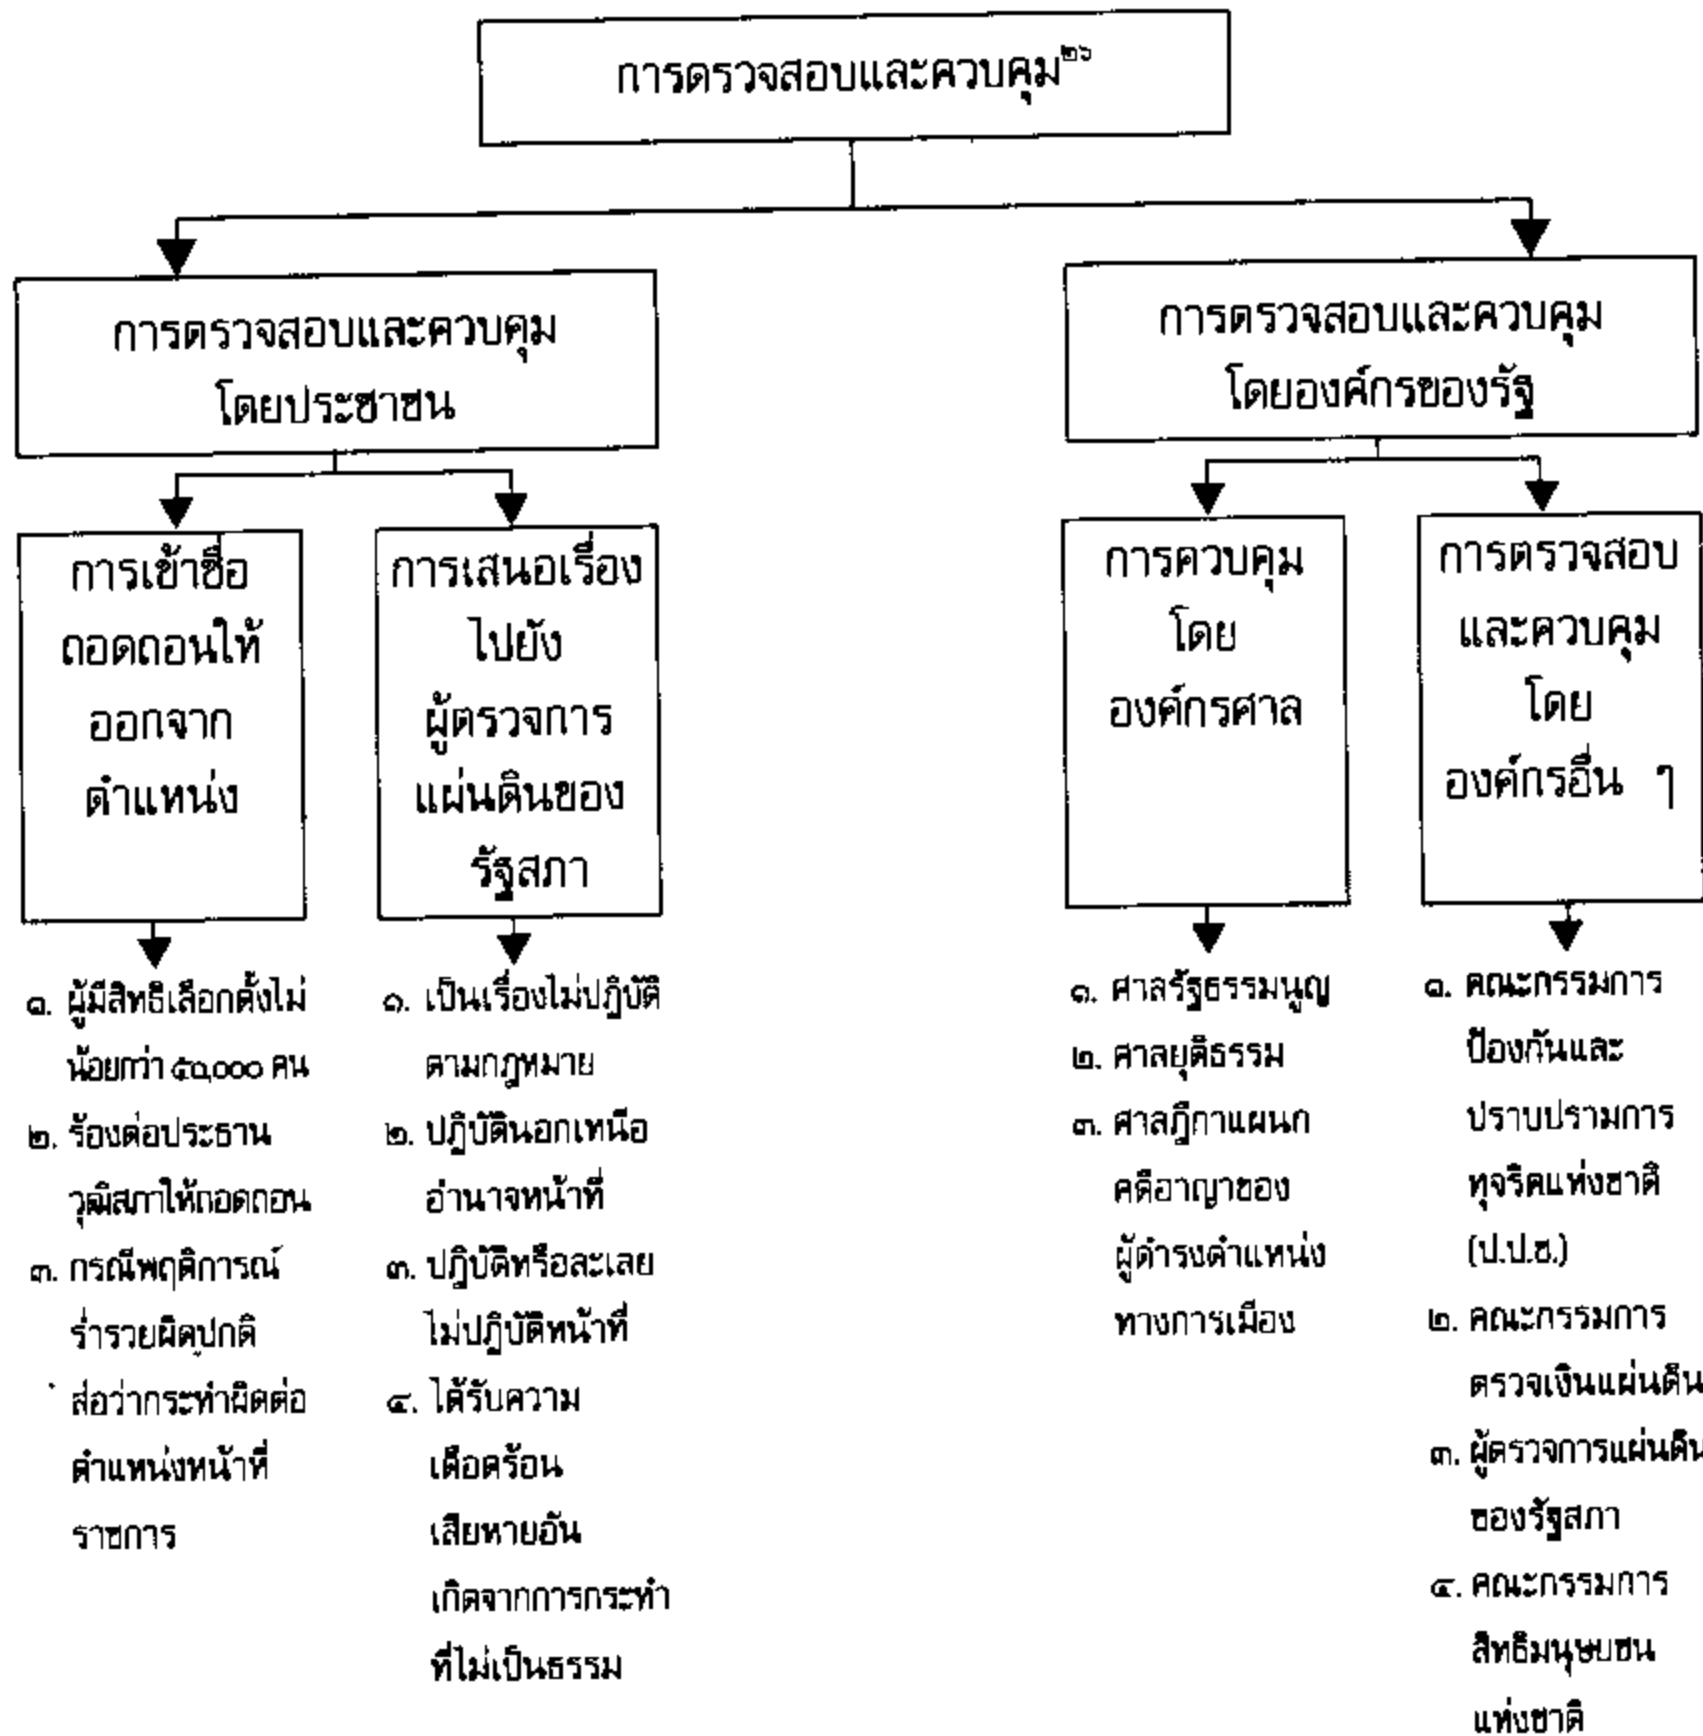 การตรวจสอบและควบคุม๒๖
การตรวจสอบและควบคุม
โดยประชาชน
การตรวจสอบและควบคุม
โดยองค์กรของรัฐ
การเข้าชื่อ
ถอดถอนให้
ออกจาก
ตำแหน่ง
การเสนอเรื่อง
ไปยัง
ผู้ตรวจการ
แผ่นดินของ
รัฐสภา
การควบคุม
โดย
องค์กรศาล
การตรวจสอบ
และควบคุม
โดย
องค์กรอื่น ๆ
๑. ผู้มีสิทธิเลือกตั้งไม่
น้อยกว่า ๕๐,๐๐๐ คน
๒. ร้องต่อประธาน
วุฒิสภาให้ถอดถอน
๓. กรณีพฤติการณ์
ร่ำรวยผิดปกติ
ส่อว่ากระทำผิดต่อ
ตำแหน่งหน้าที่
ราชการ
๑. เป็นเรื่องไม่ปฏิบัติ
ตามกฎหมาย
๒. ปฏิบัตินอกเหนือ
อำนาจหน้าที่
๓. ปฏิบัติหรือละเลย
ไม่ปฏิบัติหน้าที่
๔. ได้รับความ
เดือดร้อน
เสียหายอัน
เกิดจากการกระทำ
ที่ไม่เป็นธรรม
๑. ศาลรัฐธรรมนูญ
๒. ศาลยุติธรรม
๓. ศาลฎีกาแผนก
คดีอาญาของ
ผู้ดำรงตำแหน่ง
ทางการเมือง
๑. คณะกรรมการ
ป้องกันและ
ปราบปรามการ
ทุจริตแห่งชาติ
(ป.ป.ช.)
๒. คณะกรรมการ
ตรวจเงินแผ่นดิน
๓. ผู้ตรวจการแผ่นดิน
ของรัฐสภา
๔. คณะกรรมการ
สิทธิมนุษยชน
แห่งชาติ